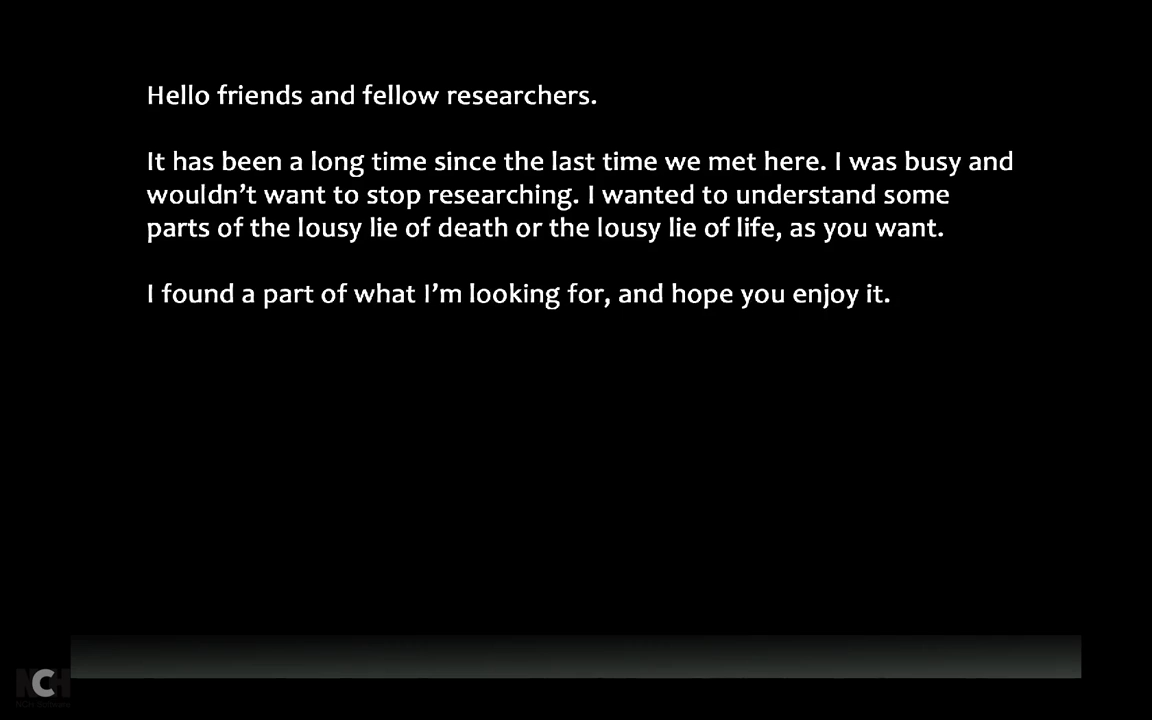 Hello friends and fellow researchers.
It has been a long time since the last time we met here. I was busy and
wouldn’t want to stop researching. I wanted to understand some
parts of the lousy lie of death or the lousy lie of life, as you want.
I found a part of what I’m looking for, and hope you enjoy it.
NCH
NCH Software